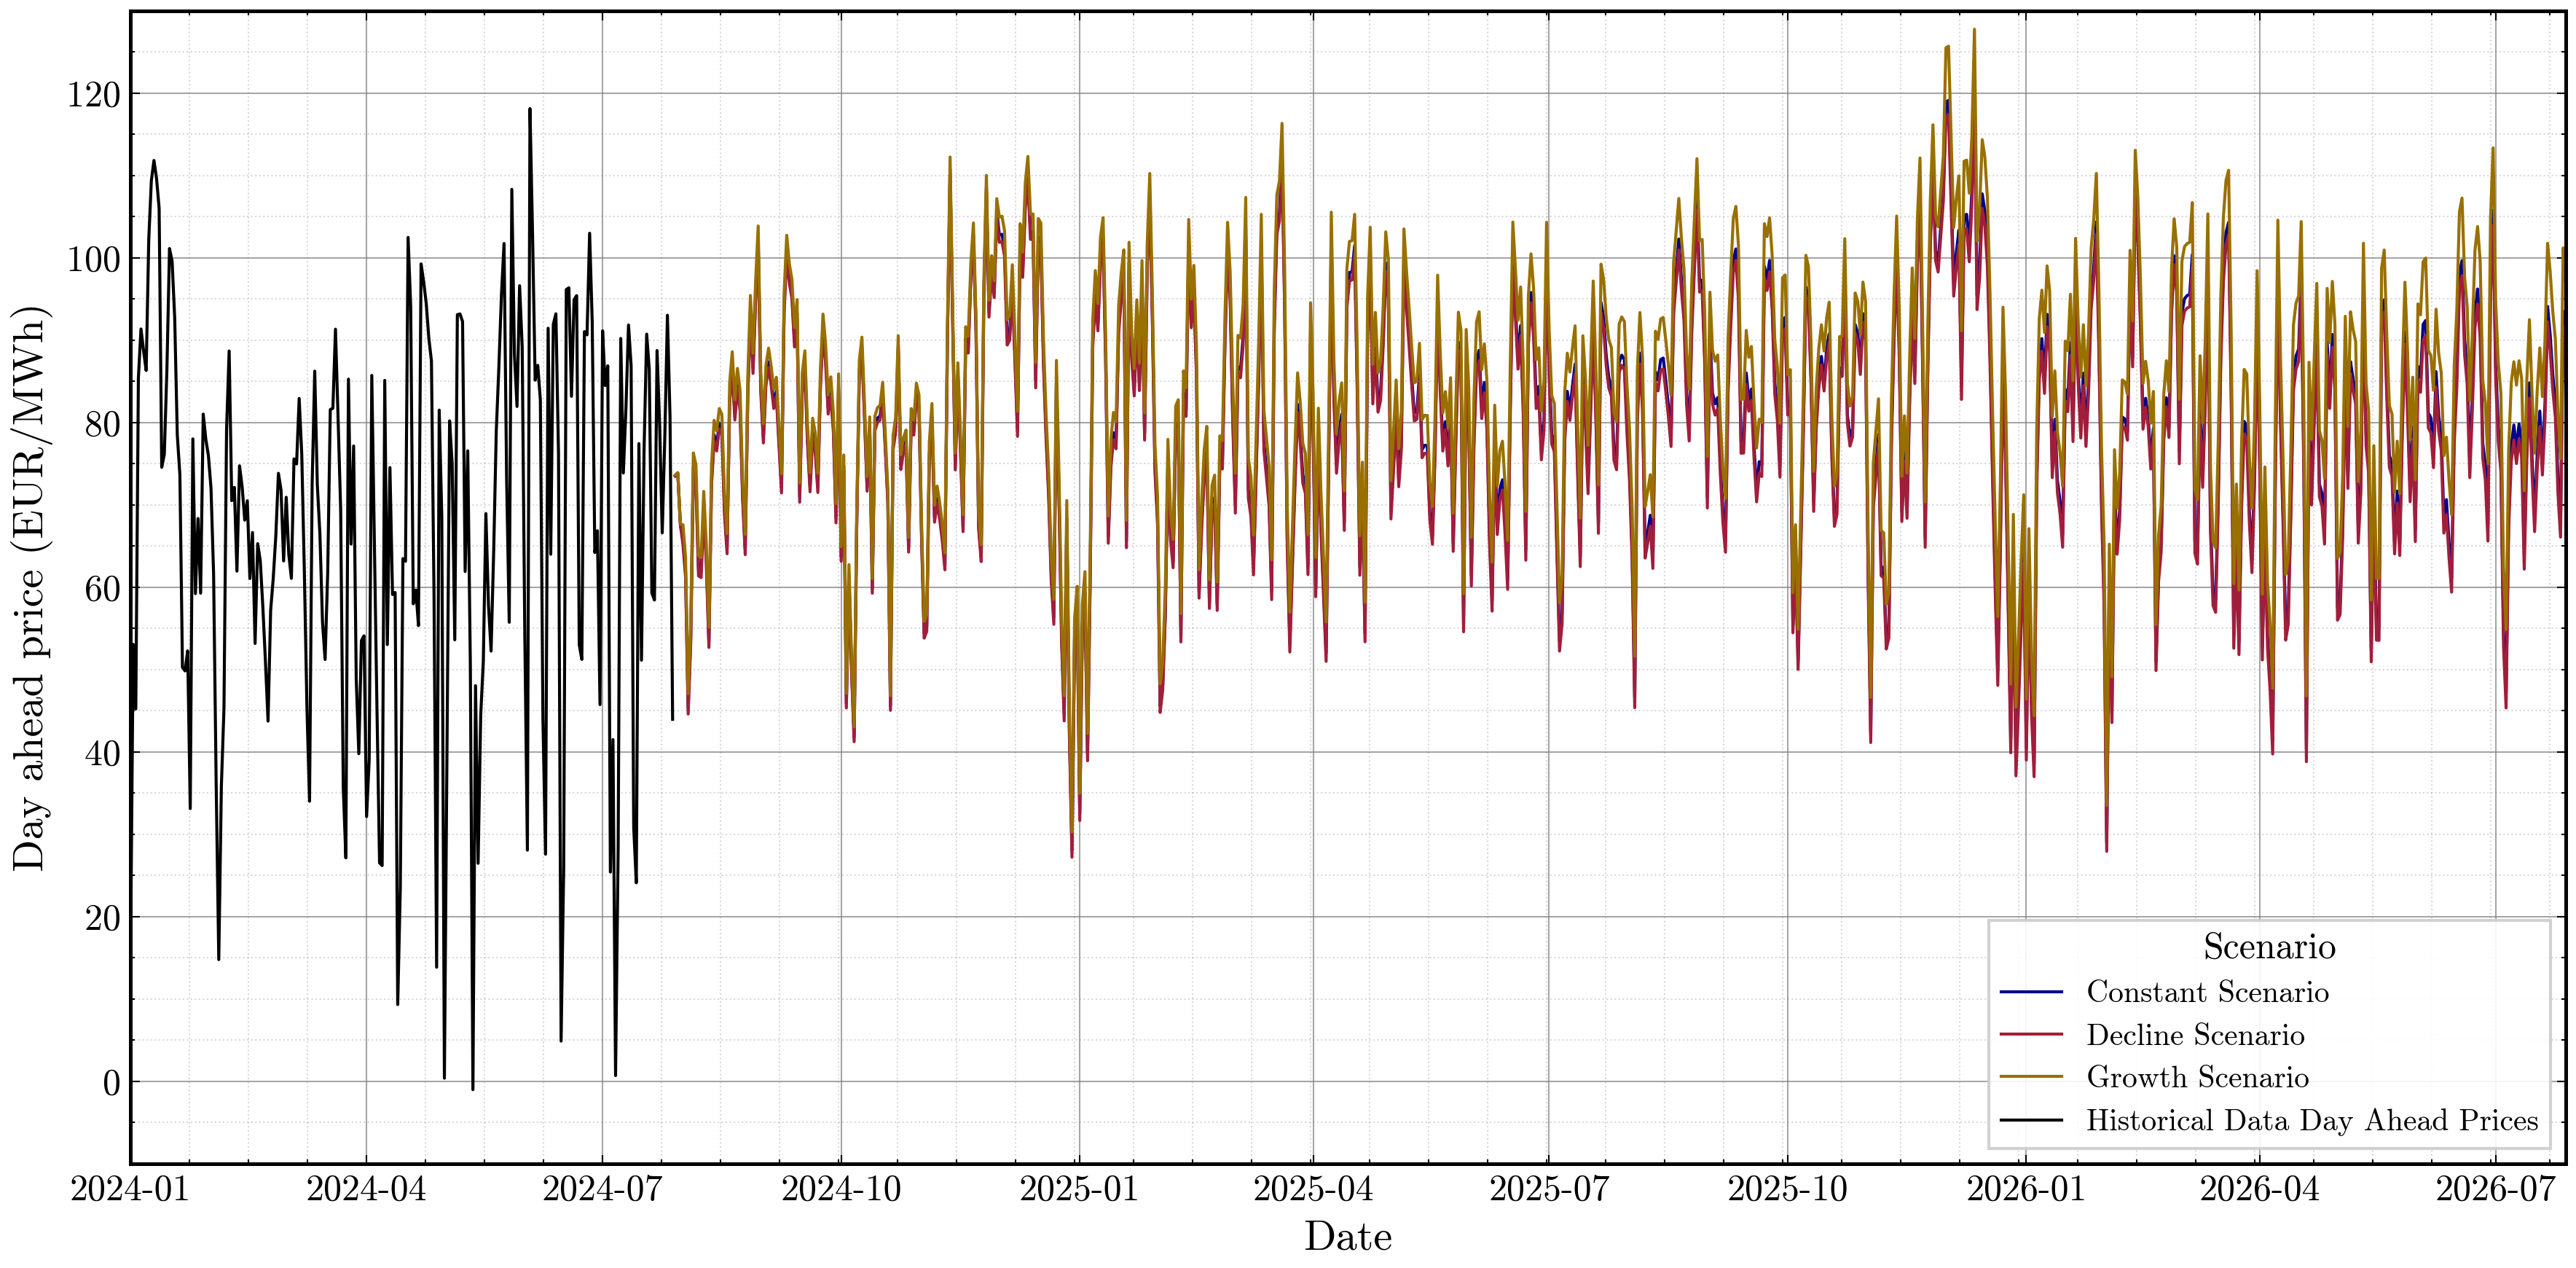 120
100
80
60
40
20
0
Day ahead price (EUR/MWh)
2024-01
2024-04
2024-07
2024-10
2025-01
2025-04
2025-07
2025-10
2026-01
2026-04
2026-07
Date
Scenario
Constant Scenario
Decline Scenario
Growth Scenario
Historical Data Day Ahead Prices